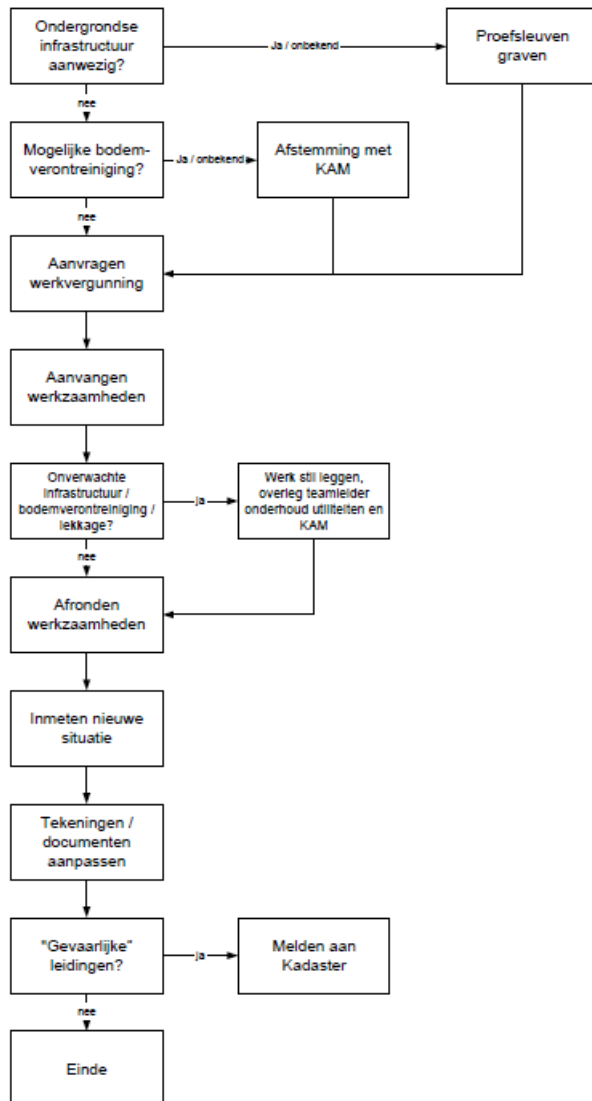 Ondergrondse
infrastructuur
aanwezig?
Ja / onbekend
Proefsleuven
graven
nee
Mogelijke bodem-
verontreiniging?
Ja / onbekend
Afstemming met
KAM
nee
Aanvragen
werkvergunning
Aanvangen
werkzaamheden
Onverwachte
infrastructuur /
bodemverontreiniging /
lekkage?
ja
Werk stil leggen,
overleg teamleider
onderhoud utiliteiten en
KAM
nee
Afronden
werkzaamheden
Inmeten nieuwe
situatie
Tekeningen /
documenten
aanpassen
"Gevaarlijke"
leidingen?
ja
Melden aan
Kadaster
nee
Einde